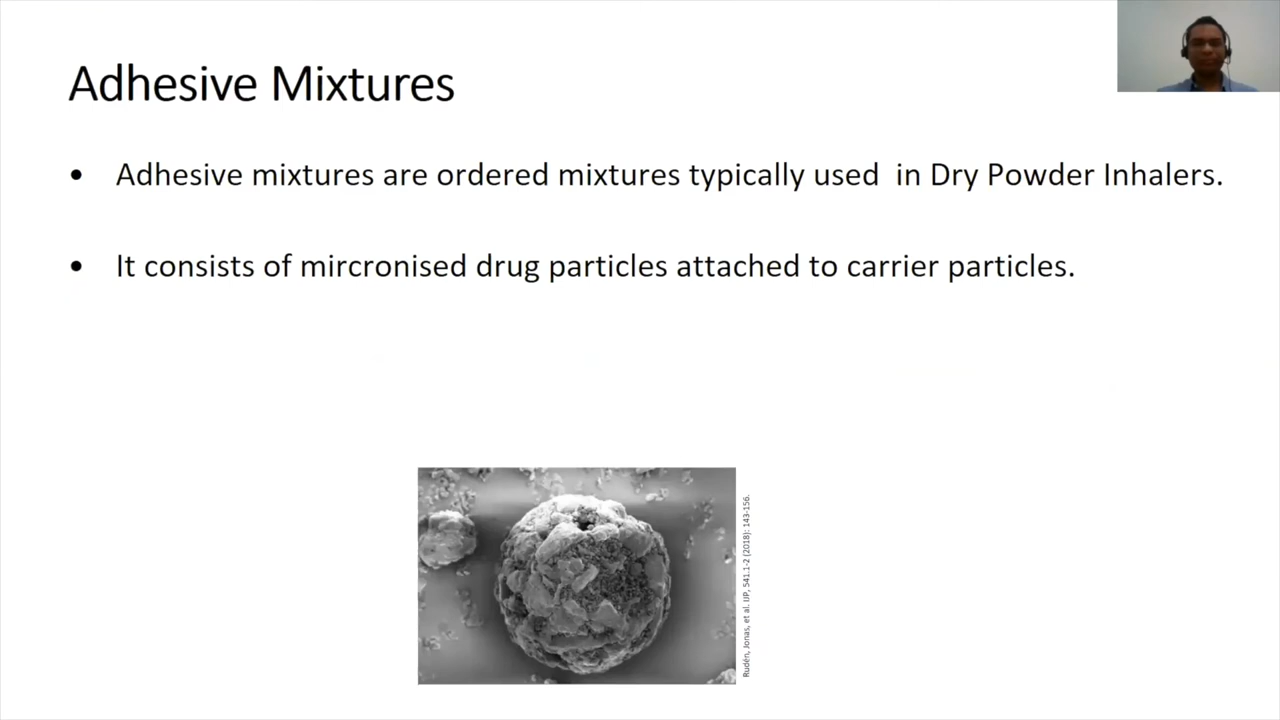 Adhesive Mixtures
• Adhesive mixtures are ordered mixtures typically used in Dry Powder Inhalers.
• It consists of mircronised drug particles attached to carrier particles.
Rudén, Jonas, et al. IJP, 541.1-2 (2018): 143-156.